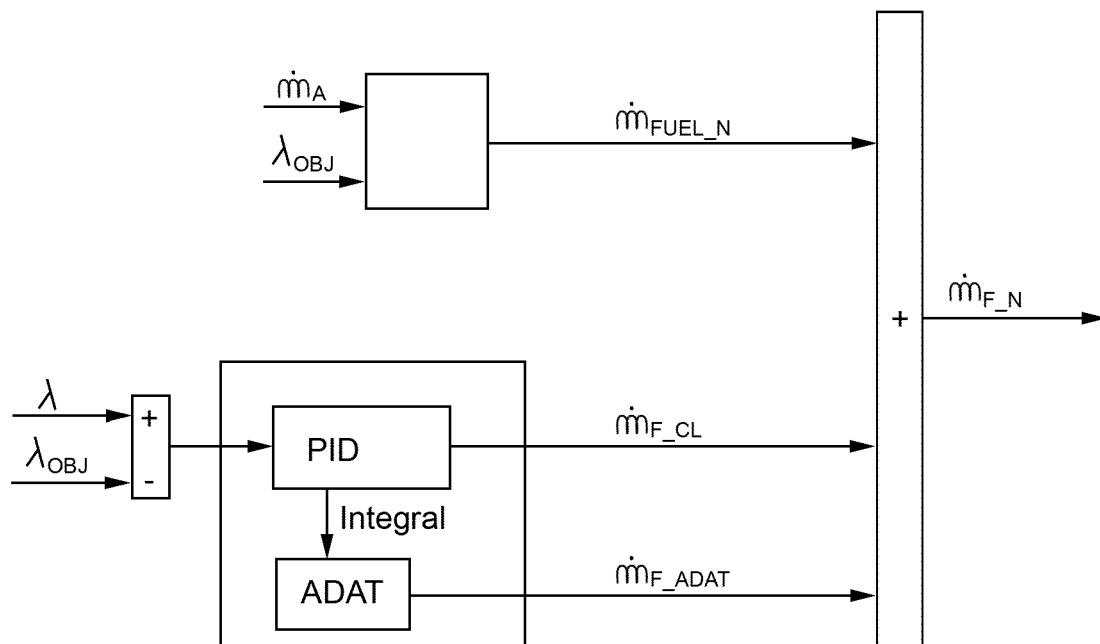 ṁA
λOBJ
ṁFUEL_N
+
ṁF_N
λ
+
λOBJ
-
PID
ṁF_CL
Integral
ADAT
ṁF_ADAT